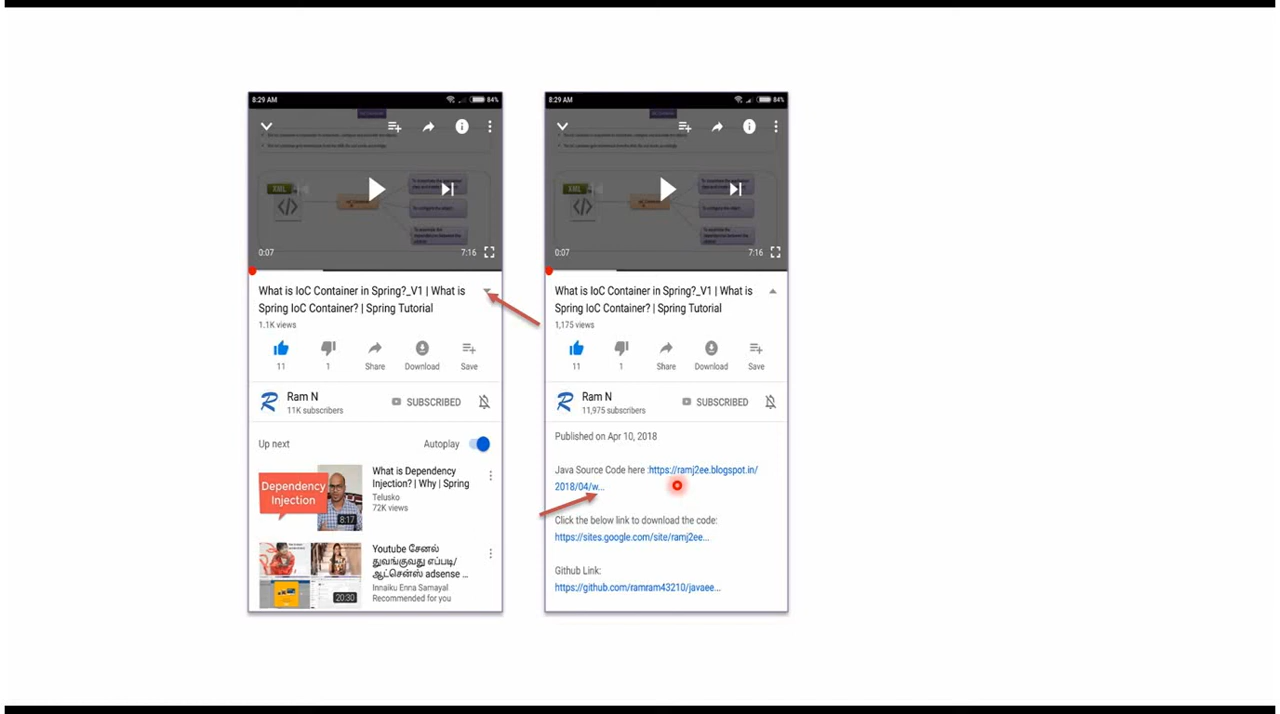 8:29 AM
84%
XML
0:07
7:16
What is IoC Container in Spring?_V1 | What is
Spring IoC Container? | Spring Tutorial
1.1K views
11
1
Share
Download
Save
Ram N
11K subscribers
SUBSCRIBED
Up next
Autoplay
Dependency
Injection
8:17
What is Dependency
Injection? | Why | Spring
Telusko
72K views
20:30
Youtube சேனல்
துவங்குவது எப்படி/
ஆட்சென்ஸ் adsense ...
Innaiku Enna Samayal
Recommended for you
8:29 AM
84%
XML
0:07
7:16
What is IoC Container in Spring?_V1 | What is
Spring IoC Container? | Spring Tutorial
1,175 views
11
1
Share
Download
Save
Ram N
11,975 subscribers
SUBSCRIBED
Published on Apr 10, 2018
Java Source Code here :https://ramj2ee.blogspot.in/
2018/04/w...
Click the below link to download the code:
https://sites.google.com/site/ramj2ee...
Github Link:
https://github.com/ramram43210/javaee...